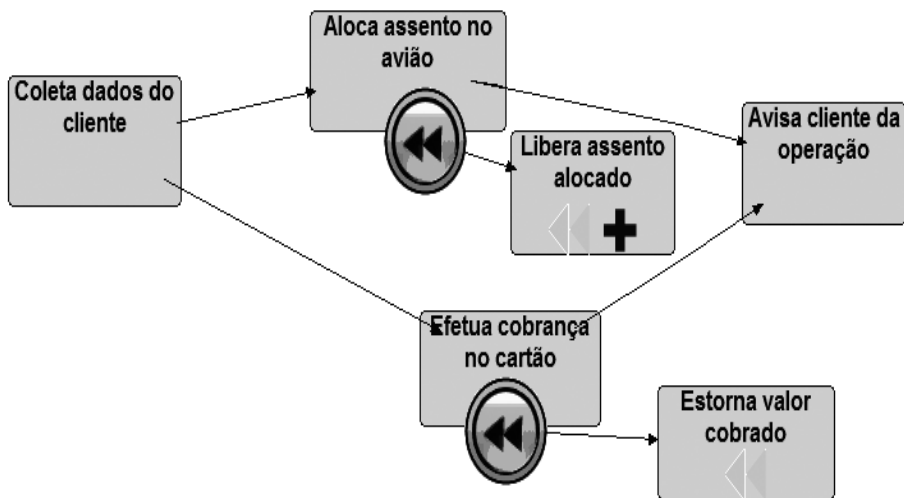 Coleta dados do
cliente
Aloca assento no
avião
Libera assento
alocado
Avisa cliente da
operação
Efetua cobrança
no cartão
Estorna valor
cobrado